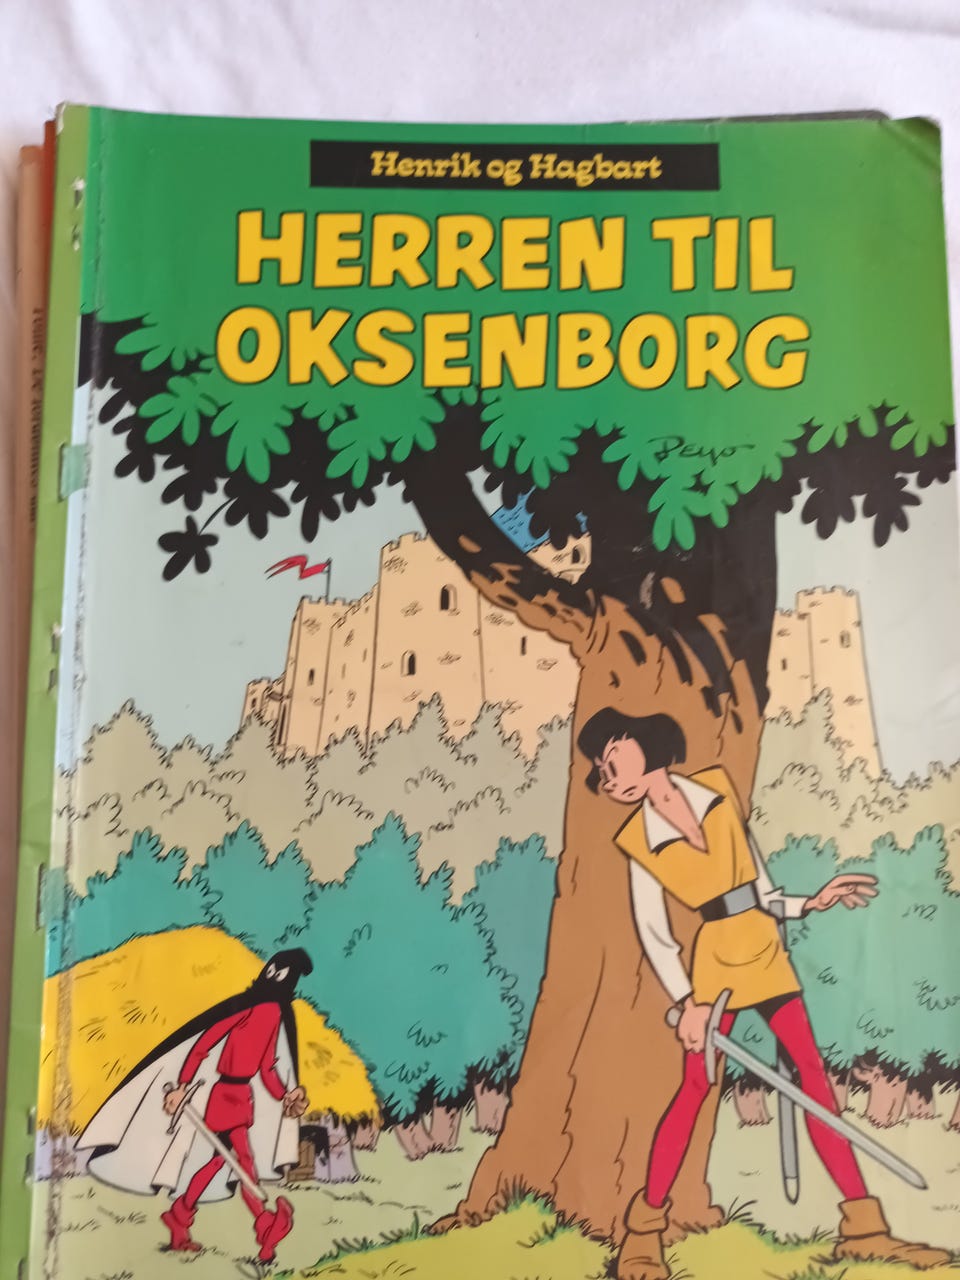 Henrik og Hagbart
HERREN TIL
OKSENBORG
Peyo